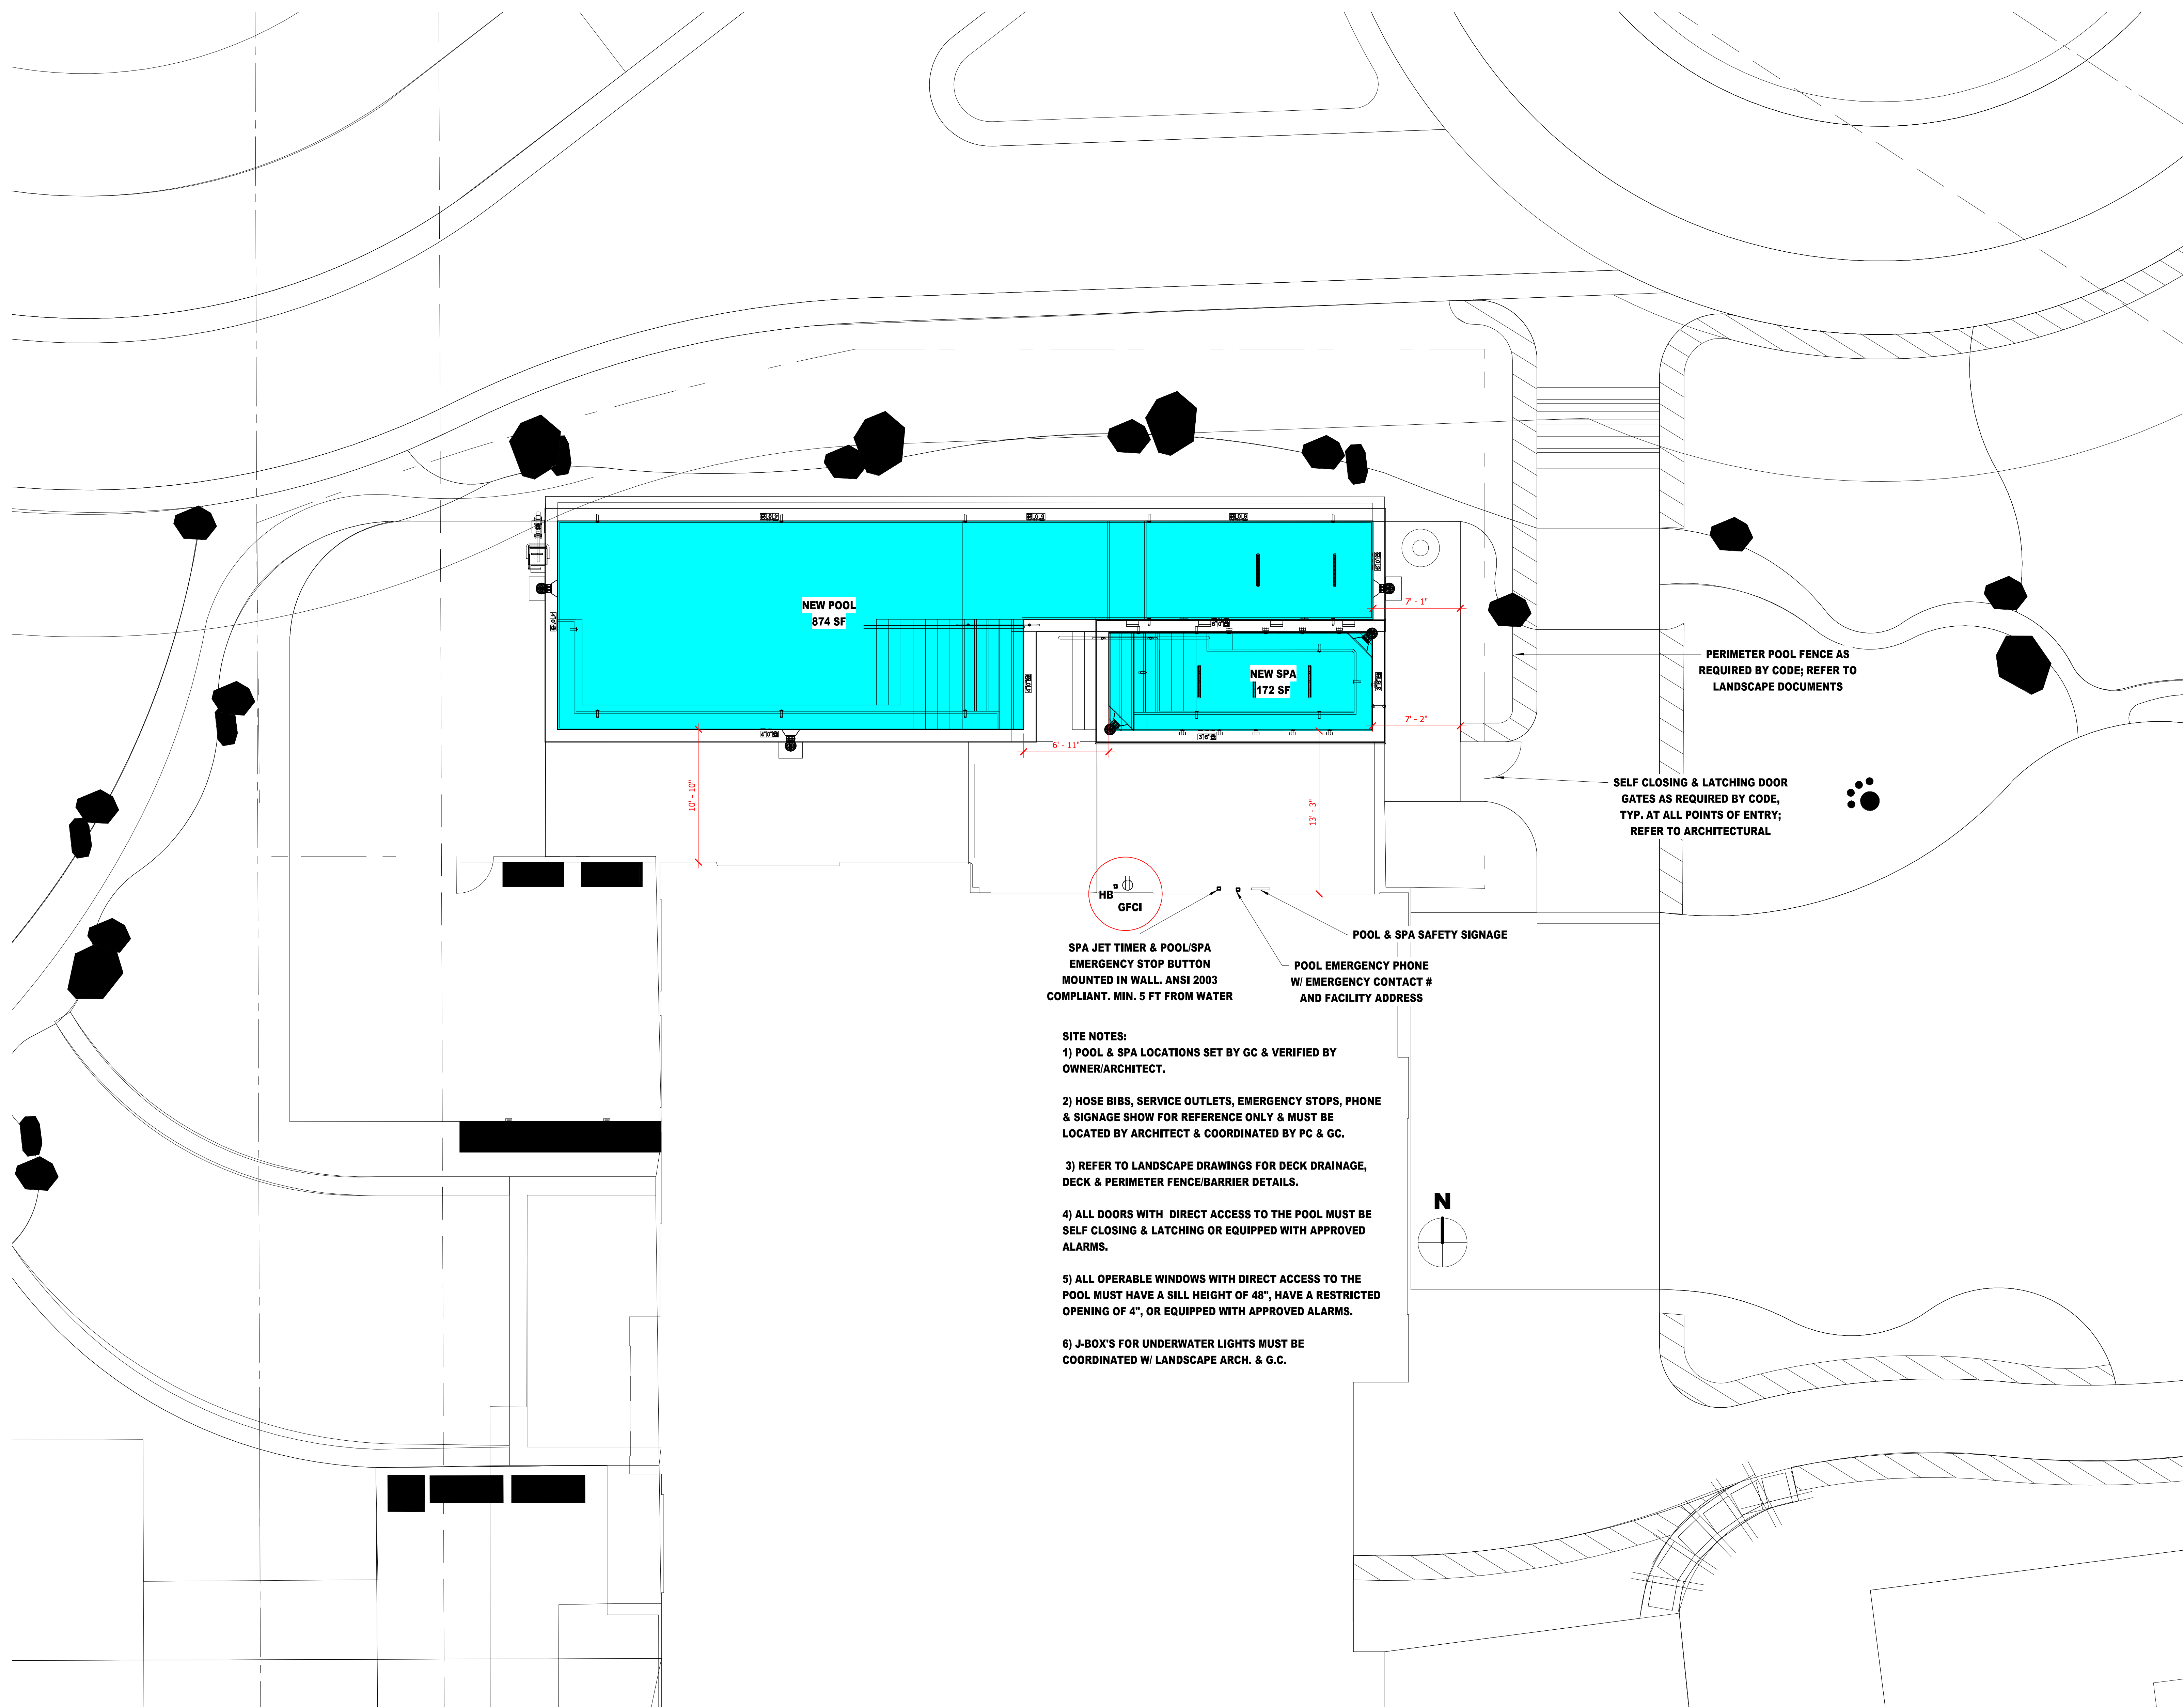 NEW POOL
874 SF
NEW SPA
172 SF
7' - 1"
7' - 2"
6' - 11"
10' - 10"
13' - 3"
PERIMETER POOL FENCE AS
REQUIRED BY CODE; REFER TO
LANDSCAPE DOCUMENTS
SELF CLOSING & LATCHING DOOR
GATES AS REQUIRED BY CODE,
TYP. AT ALL POINTS OF ENTRY;
REFER TO ARCHITECTURAL
HB
GFCI
POOL & SPA SAFETY SIGNAGE
SPA JET TIMER & POOL/SPA
EMERGENCY STOP BUTTON
MOUNTED IN WALL. ANSI 2003
COMPLIANT. MIN. 5 FT FROM WATER
POOL EMERGENCY PHONE
W/ EMERGENCY CONTACT #
AND FACILITY ADDRESS
SITE NOTES:
1) POOL & SPA LOCATIONS SET BY GC & VERIFIED BY
OWNER/ARCHITECT.
2) HOSE BIBS, SERVICE OUTLETS, EMERGENCY STOPS, PHONE
& SIGNAGE SHOW FOR REFERENCE ONLY & MUST BE
LOCATED BY ARCHITECT & COORDINATED BY PC & GC.
3) REFER TO LANDSCAPE DRAWINGS FOR DECK DRAINAGE,
DECK & PERIMETER FENCE/BARRIER DETAILS.
4) ALL DOORS WITH  DIRECT ACCESS TO THE POOL MUST BE
SELF CLOSING & LATCHING OR EQUIPPED WITH APPROVED
ALARMS.
5) ALL OPERABLE WINDOWS WITH DIRECT ACCESS TO THE
POOL MUST HAVE A SILL HEIGHT OF 48", HAVE A RESTRICTED
OPENING OF 4", OR EQUIPPED WITH APPROVED ALARMS.
6) J-BOX'S FOR UNDERWATER LIGHTS MUST BE
COORDINATED W/ LANDSCAPE ARCH. & G.C.
N